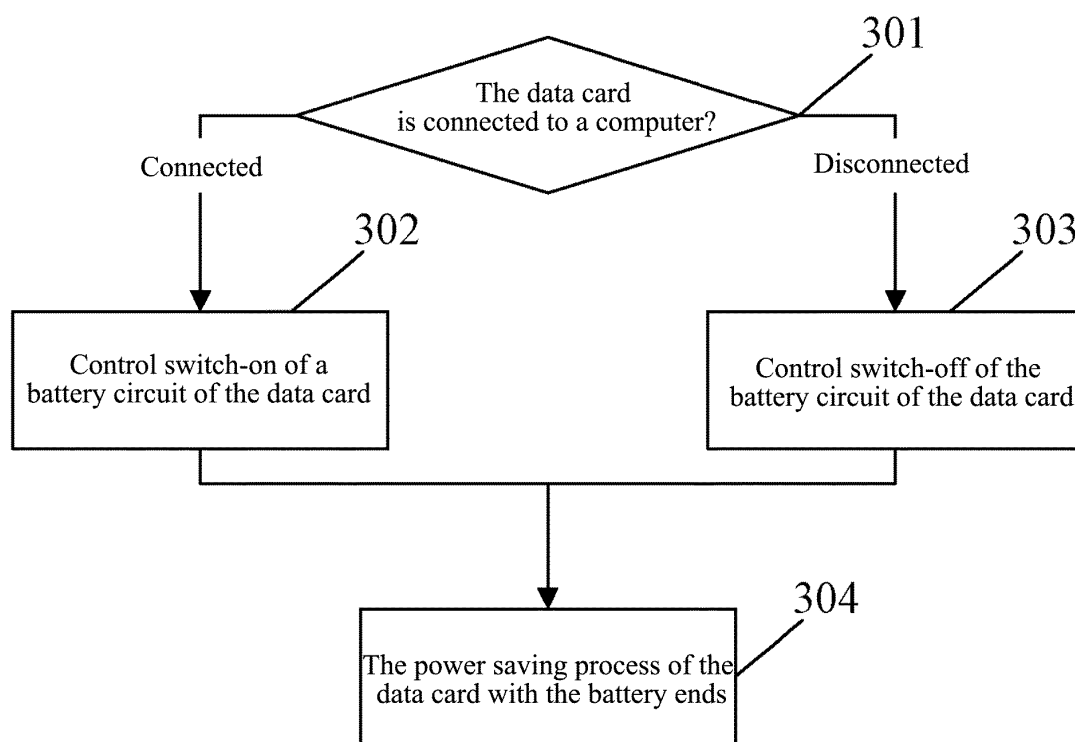 301
The data card
is connected to a computer?
Connected
Disconnected
302
303
Control switch-on of a
battery circuit of the data card
Control switch-off of the
battery circuit of the data card
304
The power saving process of the
data card with the battery ends